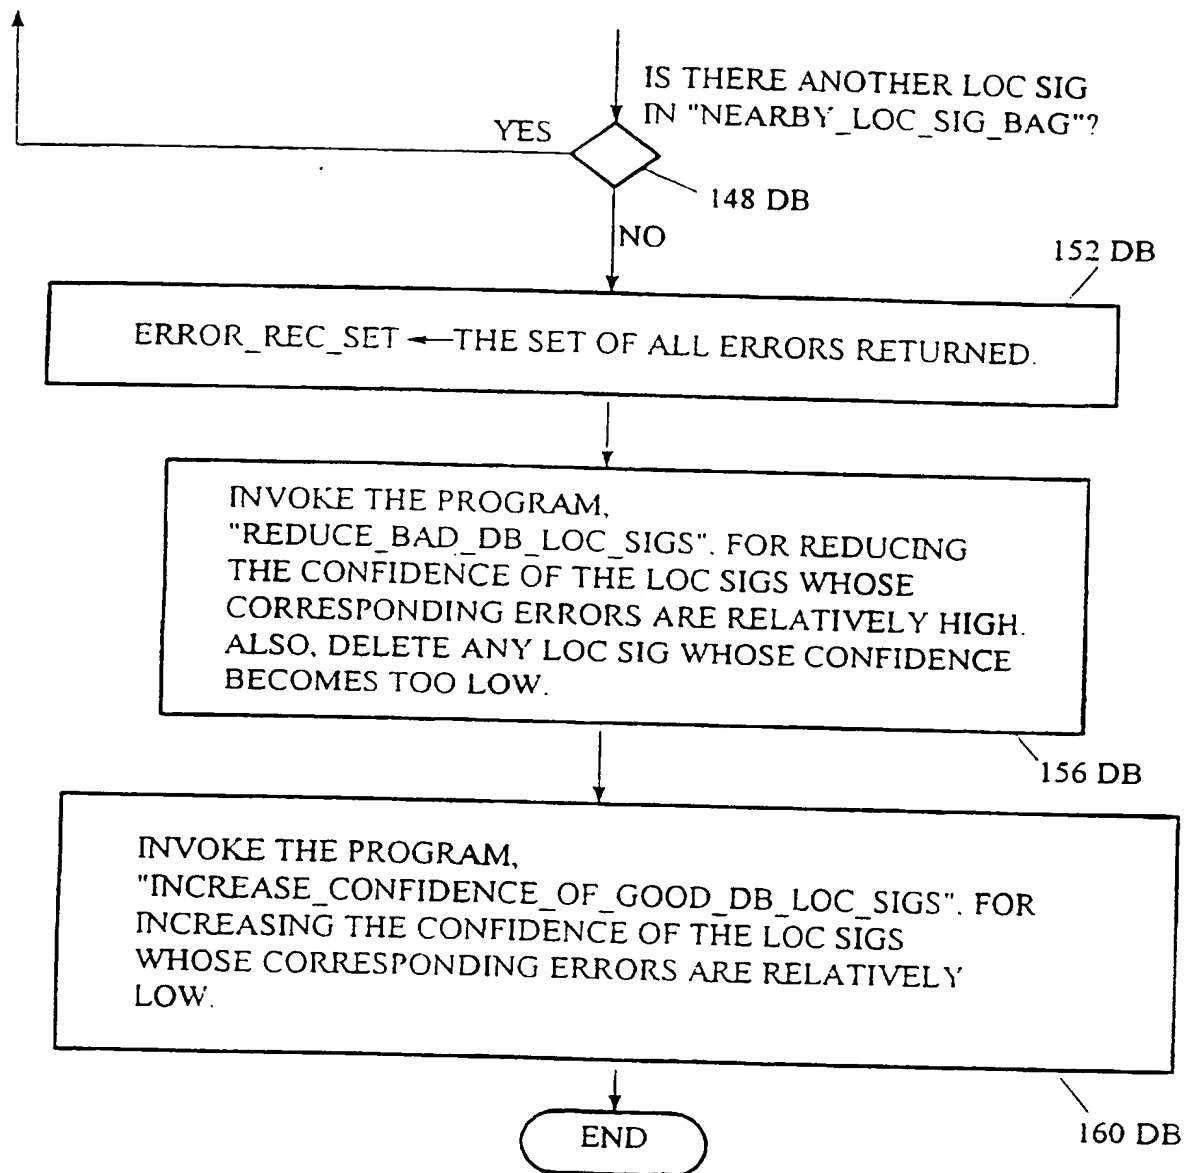 IS THERE ANOTHER LOC SIG
IN "NEARBY_LOC_SIG_BAG"?
YES
148 DB
NO
152 DB
ERROR_REC_SET ← THE SET OF ALL ERRORS RETURNED.
INVOKE THE PROGRAM,
"REDUCE_BAD_DB_LOC_SIGS". FOR REDUCING
THE CONFIDENCE OF THE LOC SIGS WHOSE
CORRESPONDING ERRORS ARE RELATIVELY HIGH.
ALSO, DELETE ANY LOC SIG WHOSE CONFIDENCE
BECOMES TOO LOW.
156 DB
INVOKE THE PROGRAM,
"INCREASE_CONFIDENCE_OF_GOOD_DB_LOC_SIGS". FOR
INCREASING THE CONFIDENCE OF THE LOC SIGS
WHOSE CORRESPONDING ERRORS ARE RELATIVELY
LOW.
160 DB
END